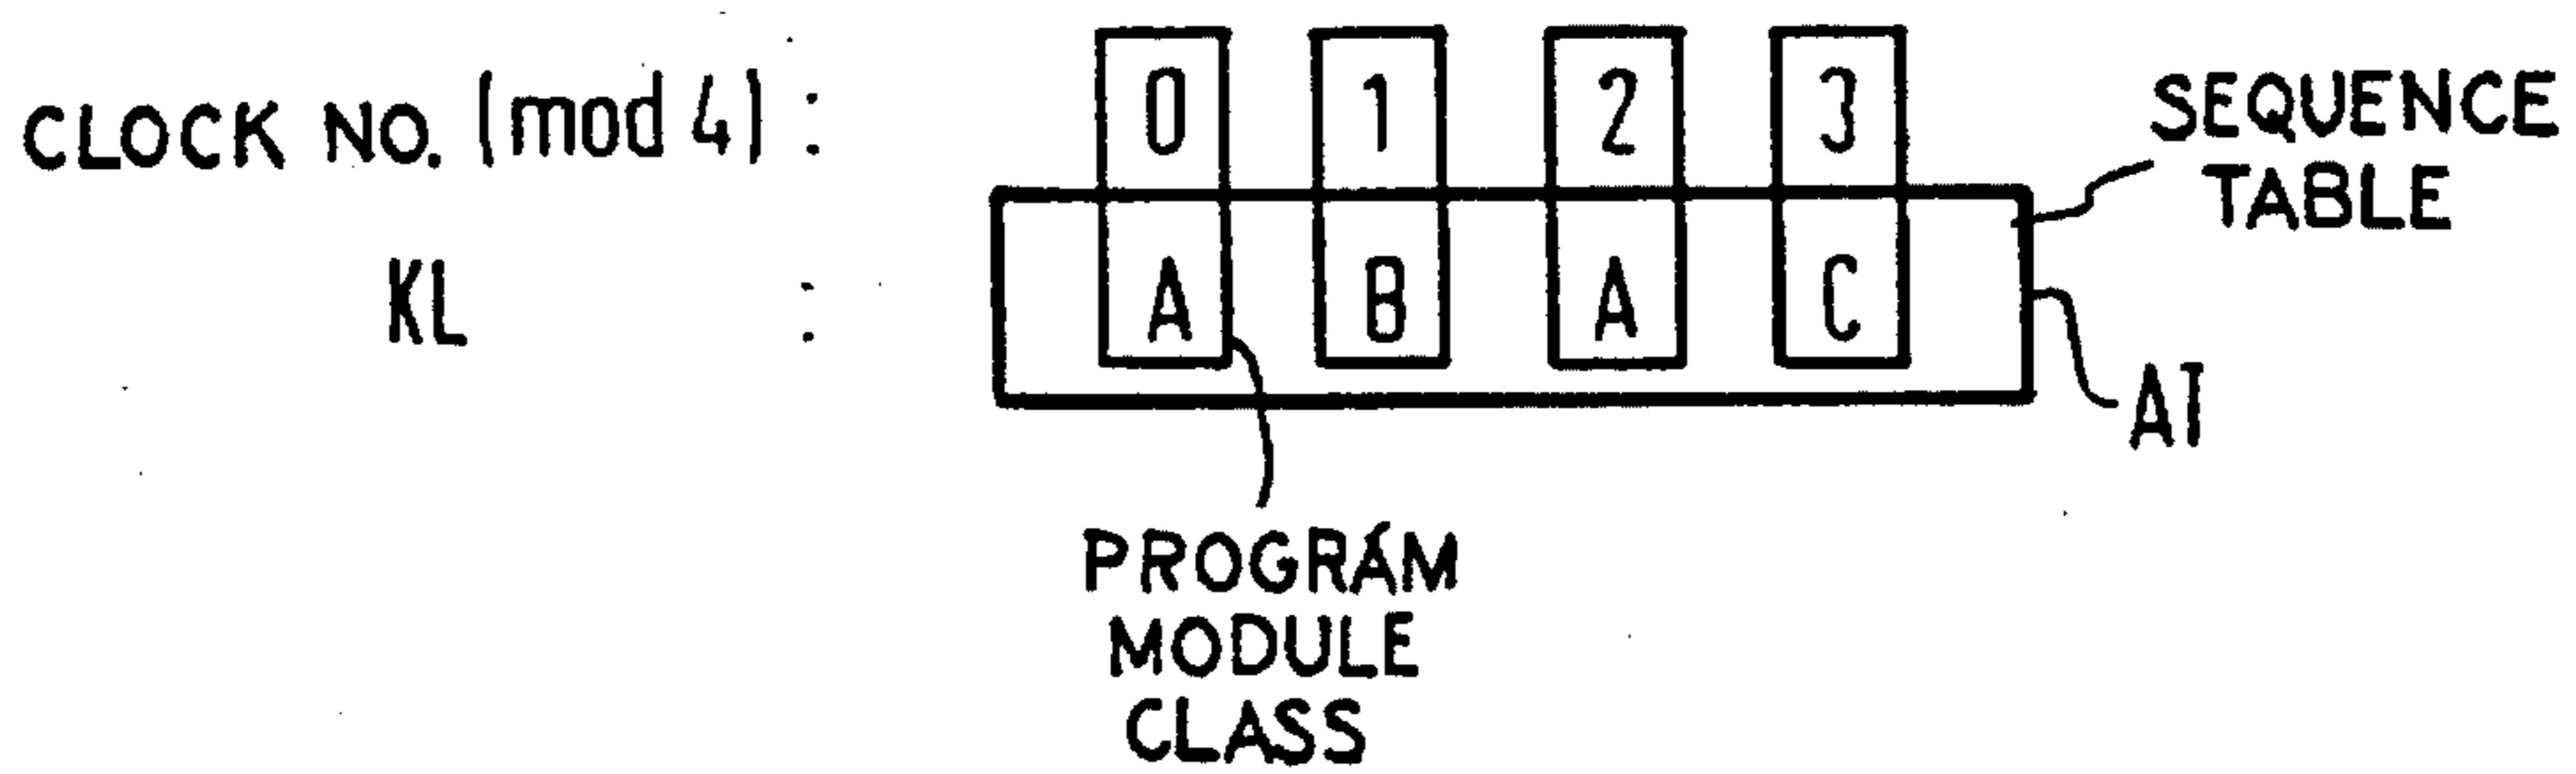 CLOCK NO. (mod 4) : 0 1 2 3
SEQUENCE
TABLE
KL : A B A C
AT
PROGRAM
MODULE
CLASS